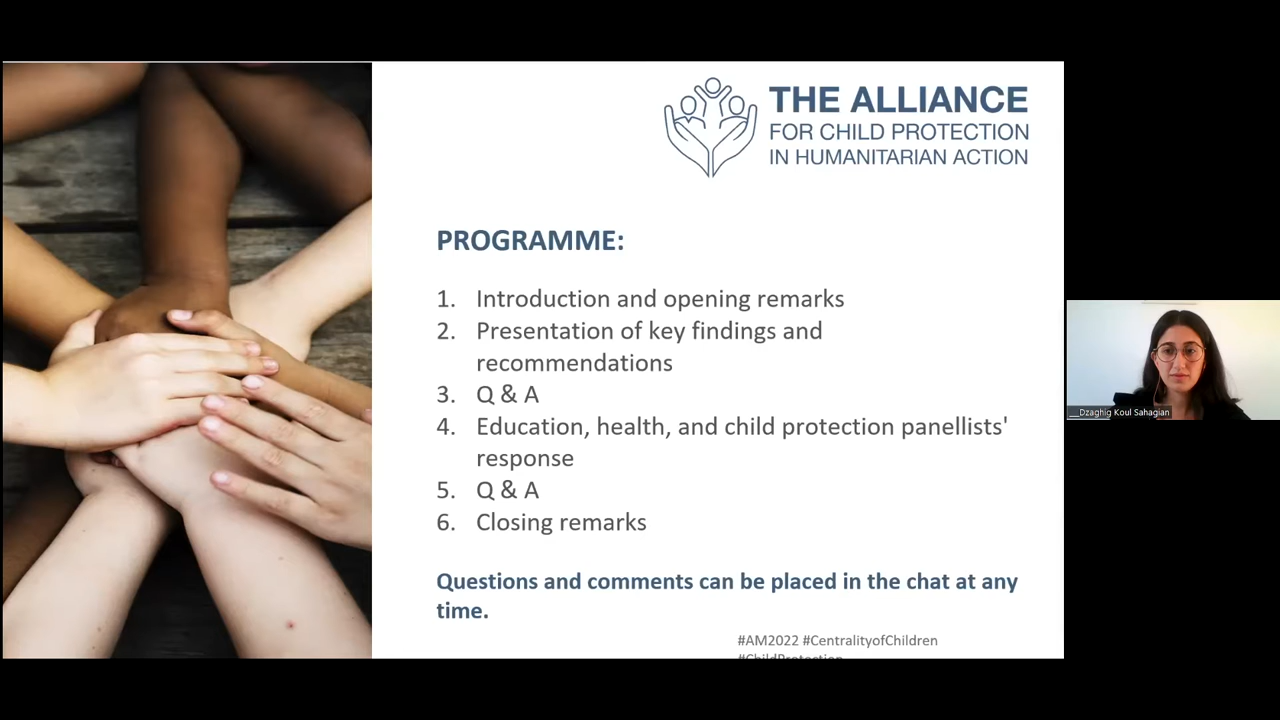 THE ALLIANCE
FOR CHILD PROTECTION
IN HUMANITARIAN ACTION
PROGRAMME:
1. Introduction and opening remarks
2. Presentation of key findings and
recommendations
3. Q & A
4. Education, health, and child protection panellists'
response
5. Q & A
6. Closing remarks
Questions and comments can be placed in the chat at any
time.
#AM2022 #CentralityofChildren
#ChildProtection
__Dzaghig Koul Sahagian